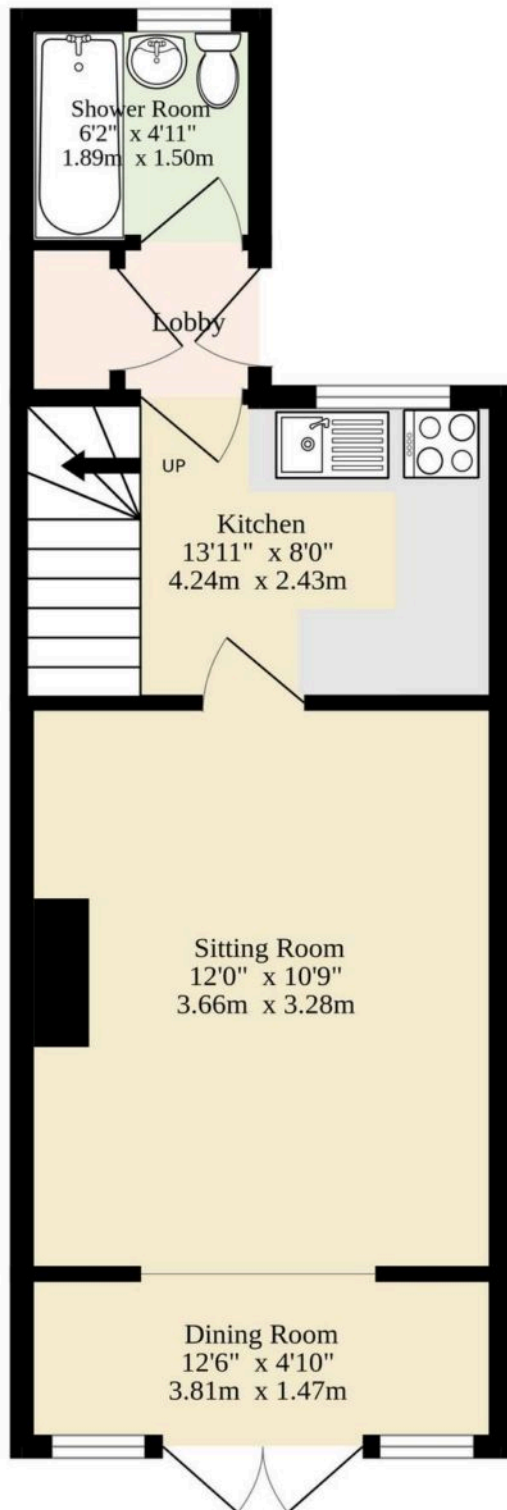 Shower Room
6'2" x 4'11"
1.89m x 1.50m
Lobby
UP
Kitchen
13'11" x 8'0"
4.24m x 2.43m
Sitting Room
12'0" x 10'9"
3.66m x 3.28m
Dining Room
12'6" x 4'10"
3.81m x 1.47m